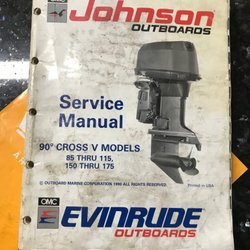 OMC
Johnson
OUTBOARDS
Service
Manual
90° CROSS V MODELS
85 THRU 115,
150 THRU 175
© OUTBOARD MARINE CORPORATION 1990 ALL RIGHTS RESERVED.
Printed in USA
OMC
EVINRUDE
OUTBOARDS